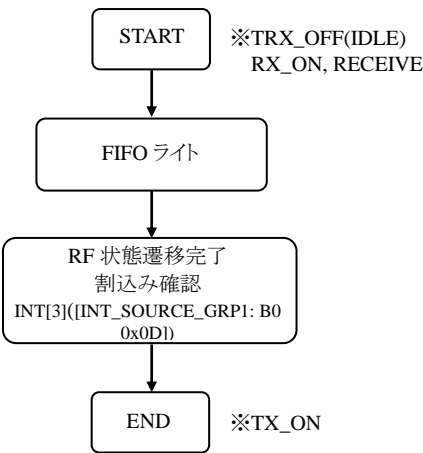 START
※TRX_OFF(IDLE)
RX_ON, RECEIVE
FIFO ライト
RF 状態遷移完了
割込み確認
INT[3]([INT_SOURCE_GRP1: B0
0x0D])
END
※TX_ON